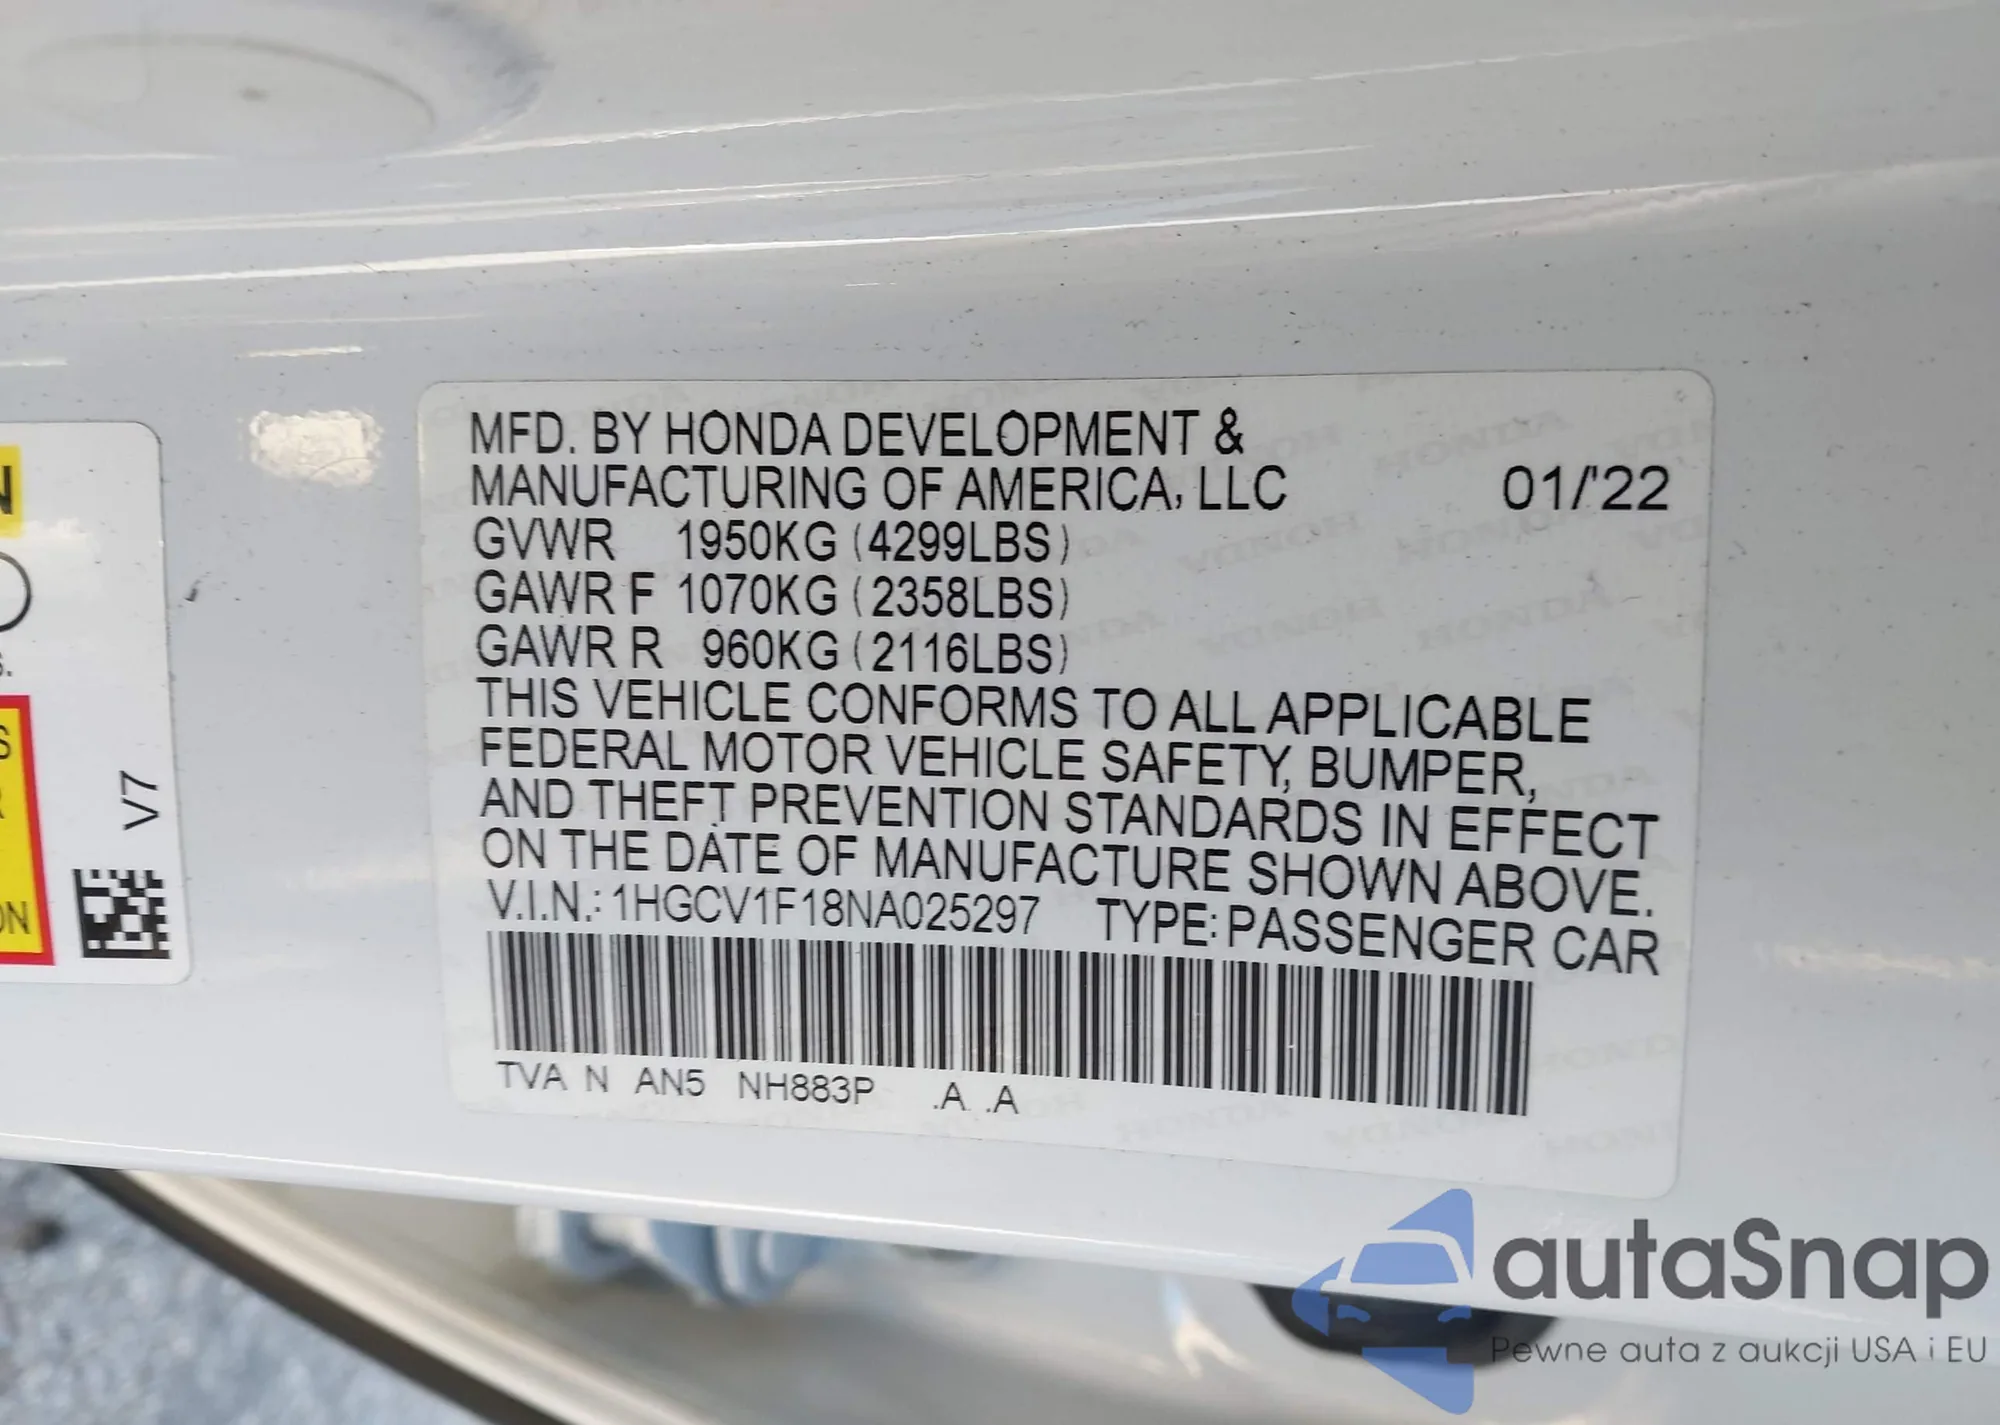 MFD. BY HONDA DEVELOPMENT &
MANUFACTURING OF AMERICA, LLC 01/'22
GVWR 1950KG (4299LBS)
GAWR F 1070KG (2358LBS)
GAWR R 960KG (2116LBS)
THIS VEHICLE CONFORMS TO ALL APPLICABLE
FEDERAL MOTOR VEHICLE SAFETY, BUMPER,
AND THEFT PREVENTION STANDARDS IN EFFECT
ON THE DATE OF MANUFACTURE SHOWN ABOVE.
V.I.N.: 1HGCV1F18NA025297 TYPE: PASSENGER CAR
TVA N AN5 NH883P .A .A
V7
autaSnap
Pewne auta z aukcji USA i EU